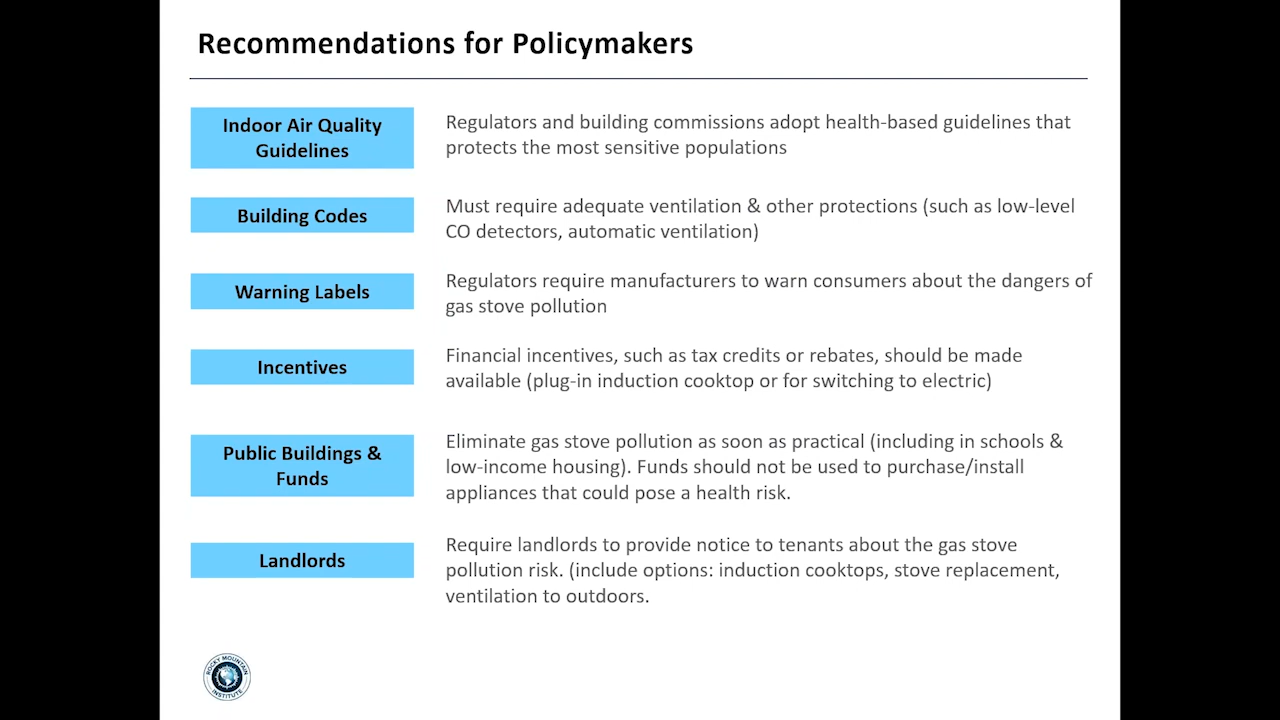 Recommendations for Policymakers
Indoor Air Quality
Guidelines
Regulators and building commissions adopt health-based guidelines that
protects the most sensitive populations
Building Codes
Must require adequate ventilation & other protections (such as low-level
CO detectors, automatic ventilation)
Warning Labels
Regulators require manufacturers to warn consumers about the dangers of
gas stove pollution
Incentives
Financial incentives, such as tax credits or rebates, should be made
available (plug-in induction cooktop or for switching to electric)
Public Buildings &
Funds
Eliminate gas stove pollution as soon as practical (including in schools &
low-income housing). Funds should not be used to purchase/install
appliances that could pose a health risk.
Landlords
Require landlords to provide notice to tenants about the gas stove
pollution risk. (include options: induction cooktops, stove replacement,
ventilation to outdoors.
ROCKY MOUNTAIN
INSTITUTE